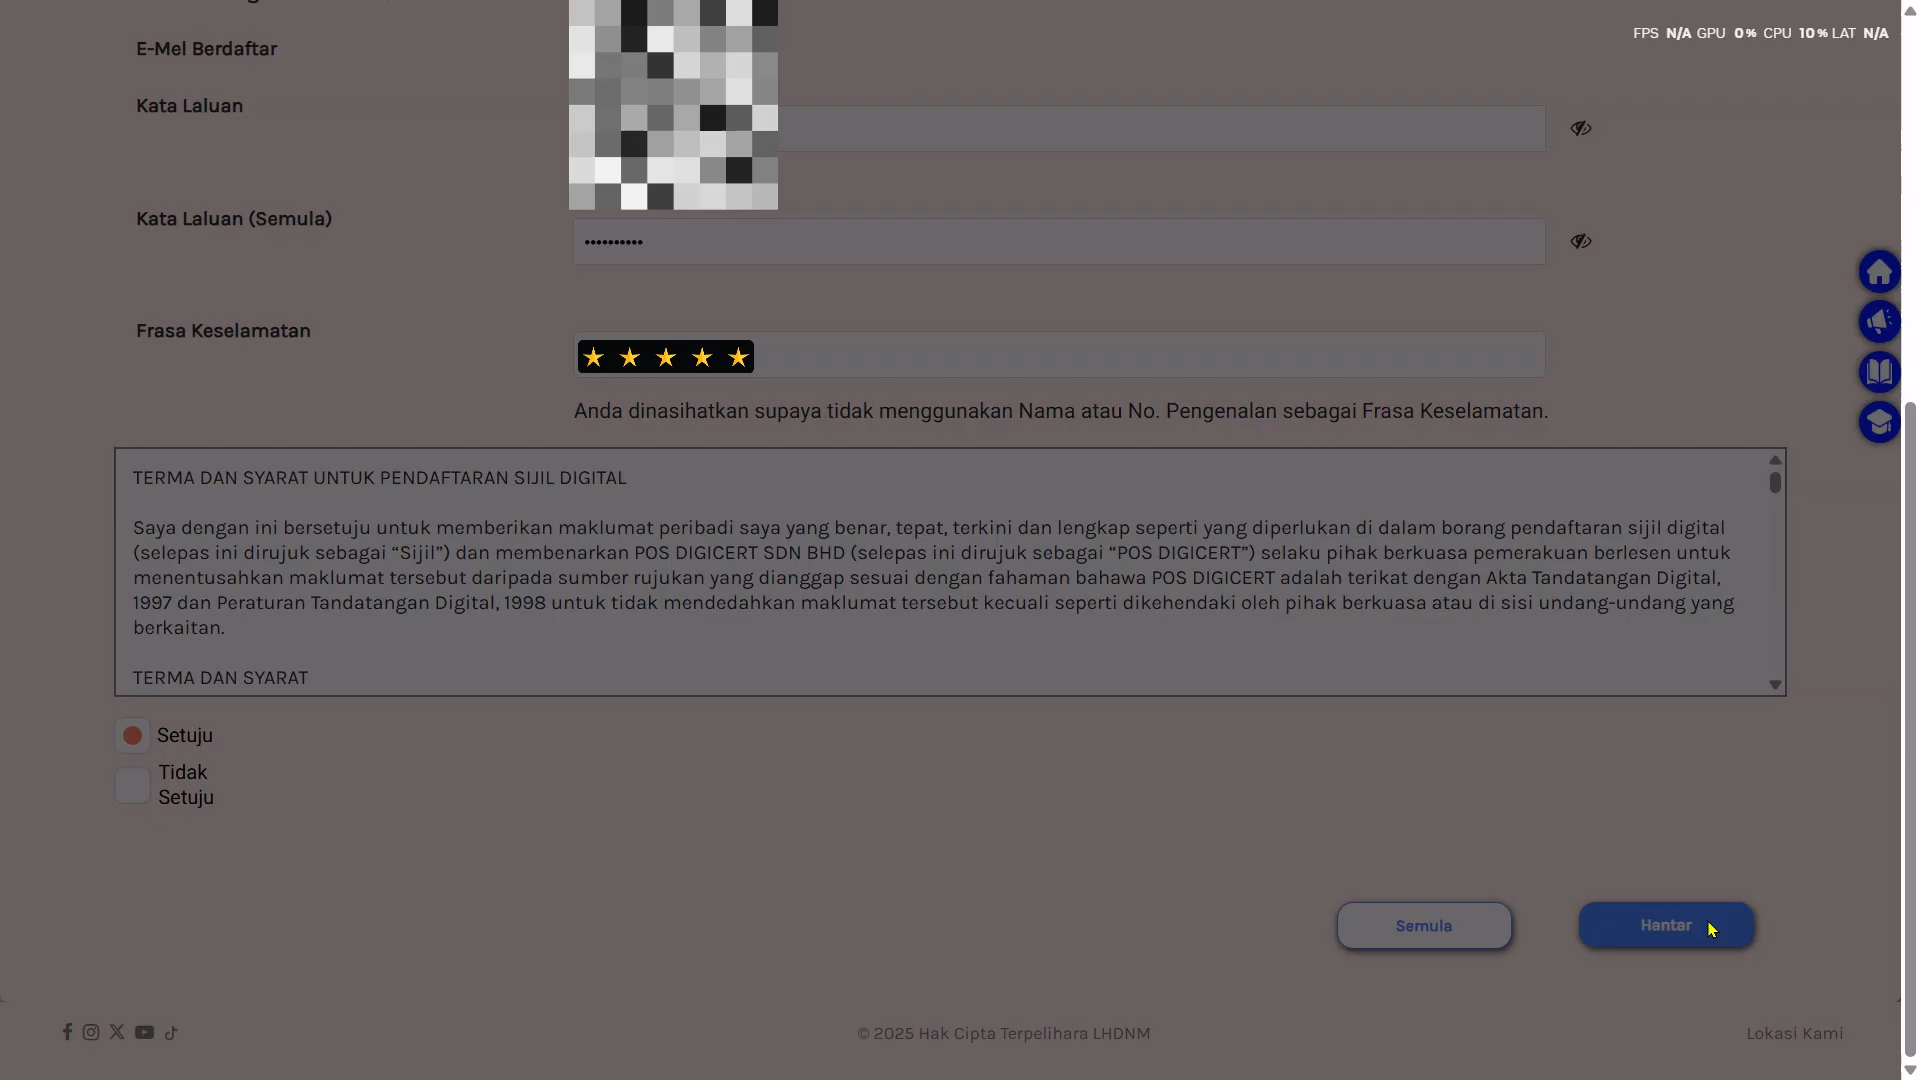 FPS N/A GPU 0% CPU 10% LAT N/A
E-Mel Berdaftar
Kata Laluan
Kata Laluan (Semula)
••••••••••
Frasa Keselamatan
Anda dinasihatkan supaya tidak menggunakan Nama atau No. Pengenalan sebagai Frasa Keselamatan.
TERMA DAN SYARAT UNTUK PENDAFTARAN SIJIL DIGITAL
Saya dengan ini bersetuju untuk memberikan maklumat peribadi saya yang benar, tepat, terkini dan lengkap seperti yang diperlukan di dalam borang pendaftaran sijil digital
(selepas ini dirujuk sebagai “Sijil”) dan membenarkan POS DIGICERT SDN BHD (selepas ini dirujuk sebagai “POS DIGICERT”) selaku pihak berkuasa pemerakuan berlesen untuk
menentusahkan maklumat tersebut daripada sumber rujukan yang dianggap sesuai dengan fahaman bahawa POS DIGICERT adalah terikat dengan Akta Tandatangan Digital,
1997 dan Peraturan Tandatangan Digital, 1998 untuk tidak mendedahkan maklumat tersebut kecuali seperti dikehendaki oleh pihak berkuasa atau di sisi undang-undang yang
berkaitan.
TERMA DAN SYARAT
Setuju
Tidak
Setuju
Semula
Hantar
© 2025 Hak Cipta Terpelihara LHDNM
Lokasi Kami